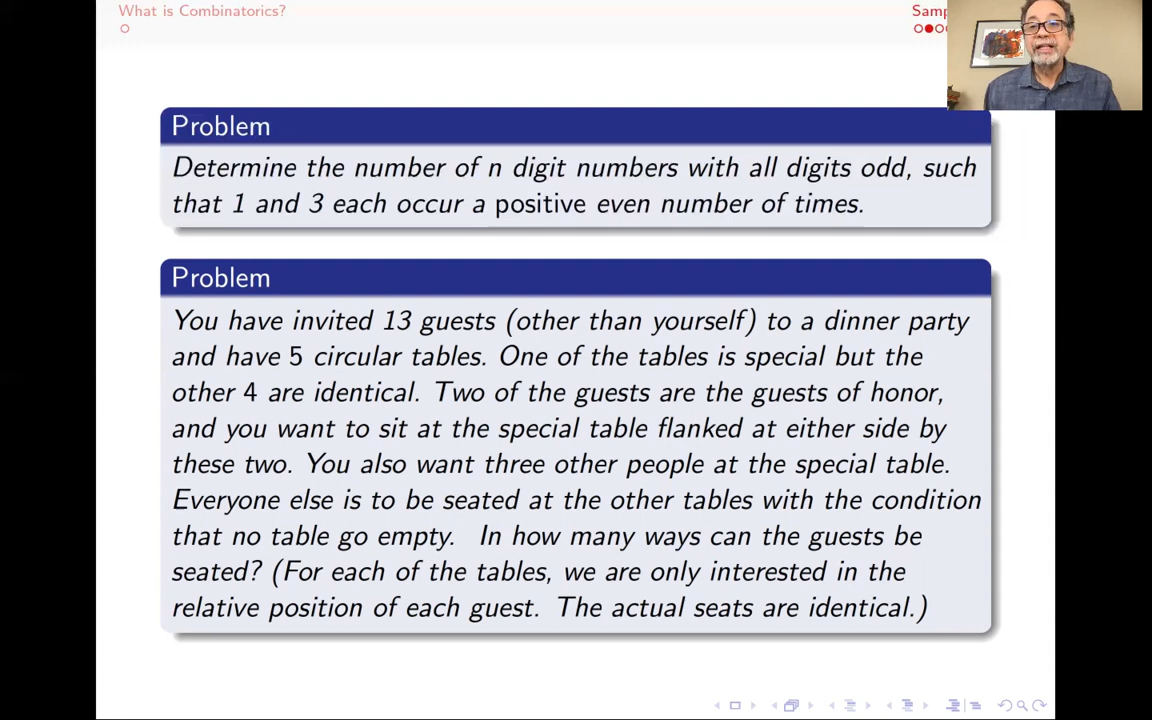 What is Combinatorics?
Problem
Determine the number of n digit numbers with all digits odd, such
that 1 and 3 each occur a positive even number of times.
Problem
You have invited 13 guests (other than yourself) to a dinner party
and have 5 circular tables. One of the tables is special but the
other 4 are identical. Two of the guests are the guests of honor,
and you want to sit at the special table flanked at either side by
these two. You also want three other people at the special table.
Everyone else is to be seated at the other tables with the condition
that no table go empty. In how many ways can the guests be
seated? (For each of the tables, we are only interested in the
relative position of each guest. The actual seats are identical.)